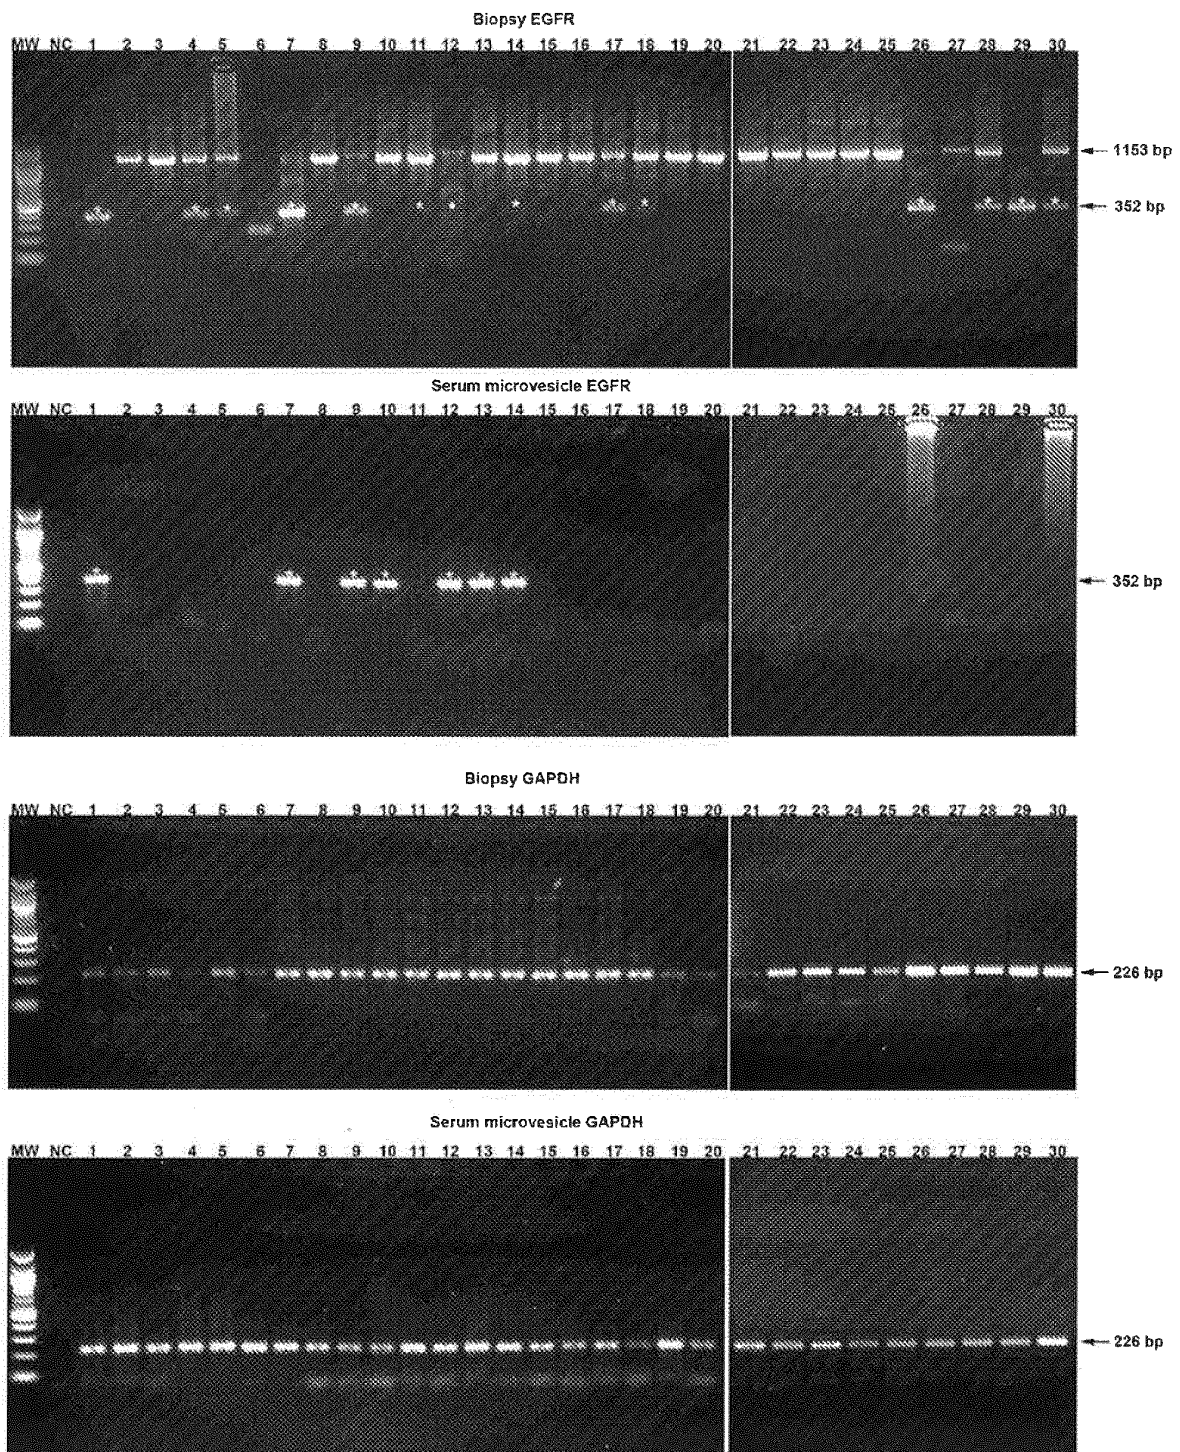 Biopsy EGFR
MW NC 1 2 3 4 5 6 7 8 9 10 11 12 13 14 15 16 17 18 19 20 21 22 23 24 25 26 27 28 29 30
1153 bp
352 bp
Serum microvesicle EGFR
MW NC 1 2 3 4 5 6 7 8 9 10 11 12 13 14 15 16 17 18 19 20 21 22 23 24 25 26 27 28 29 30
352 bp
Biopsy GAPDH
MW NC 1 2 3 4 5 6 7 8 9 10 11 12 13 14 15 16 17 18 19 20 21 22 23 24 25 26 27 28 29 30
226 bp
Serum microvesicle GAPDH
MW NC 1 2 3 4 5 6 7 8 9 10 11 12 13 14 15 16 17 18 19 20 21 22 23 24 25 26 27 28 29 30
226 bp